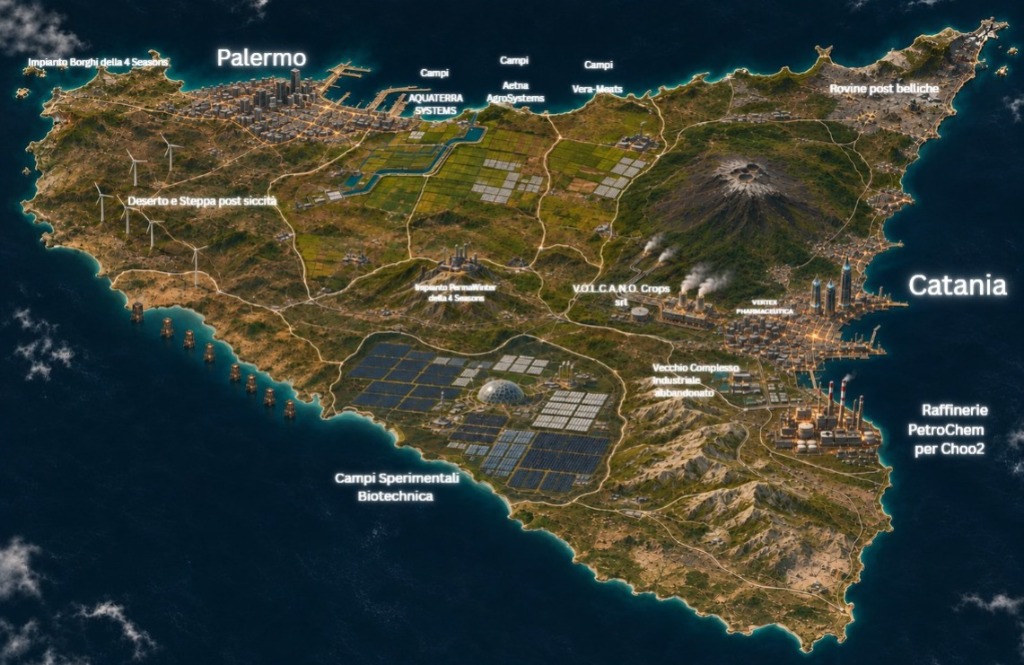 Palermo
Impianto Borghi della 4 Seasons
Campi
AQUATERRA
SYSTEMS
Campi
Aetna
AgroSystems
Campi
Vera-Meats
Rovine post belliche
Deserto e Steppa post siccità
Impianto PermaWinter
della 4 Seasons
V.O.L.C.A.N.O. Crops
srl
VERTEX
PHARMACEUTICA
Catania
Vecchio Complesso
Industriale
abbandonato
Raffinerie
PetroChem
per Choo2
Campi Sperimentali
Biotechnica